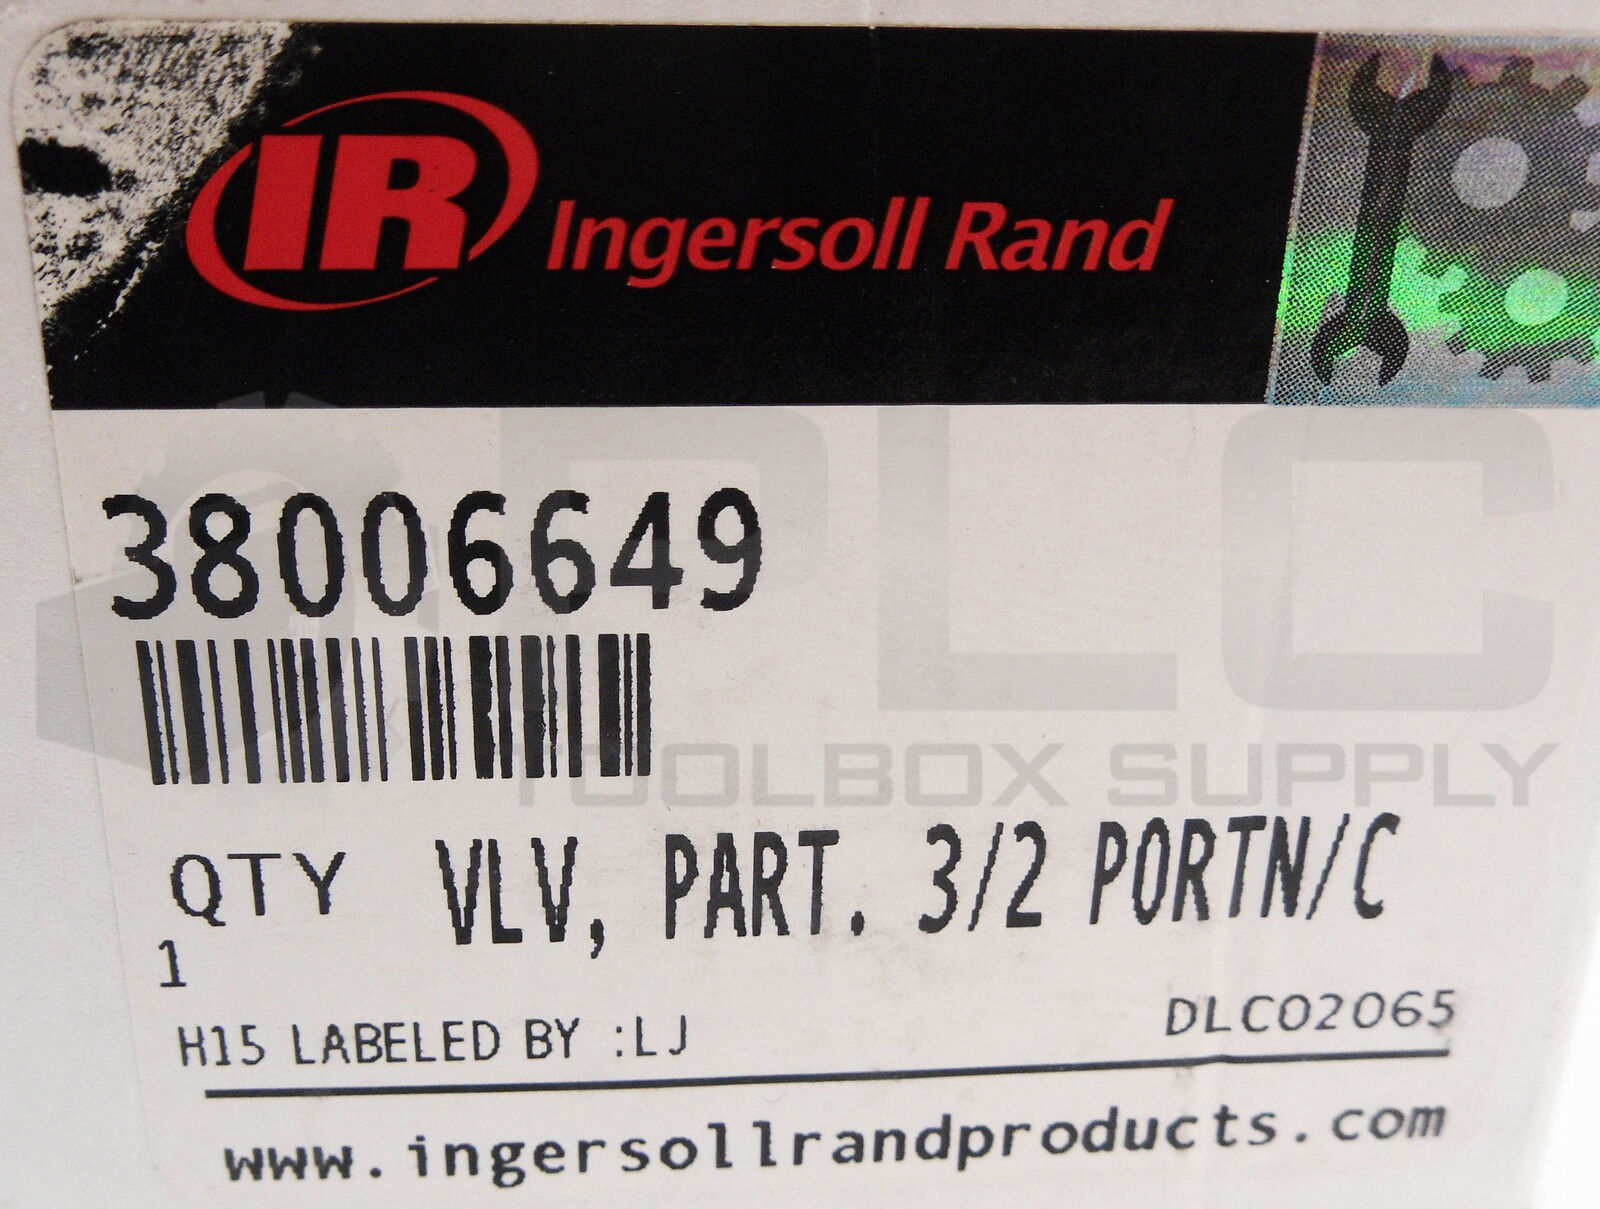 IR Ingersoll Rand
38006649
PLC
TOOLBOX SUPPLY
QTY VLV, PART. 3/2 PORTN/C
1
H15 LABELED BY :LJ DLC02065
www.ingersollrandproducts.com